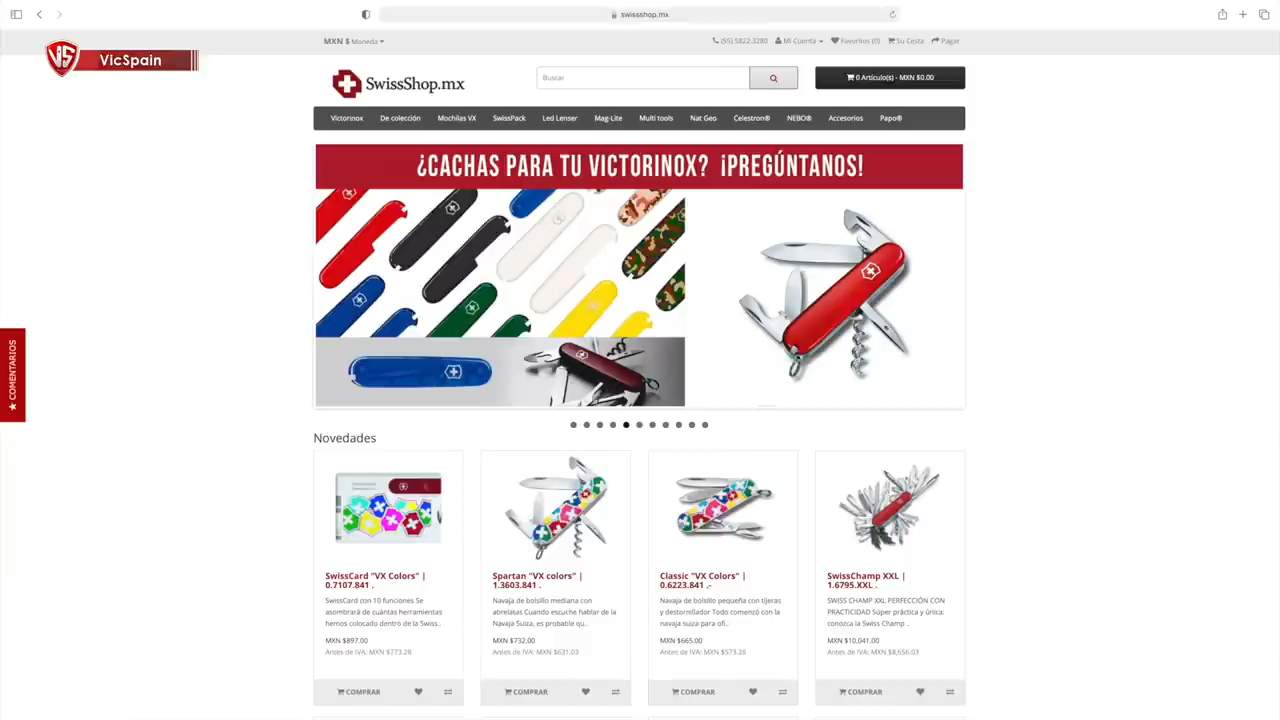 swissshop.mx
VicSpain
MXN $ Moneda
(55) 5822.3280 Mi Cuenta Favoritos (0) Su Cesta Pagar
SwissShop.mx
Buscar
0 Artículo(s) - MXN $0.00
Victorinox De colección Mochilas VX SwissPack Led Lenser Mag-Lite Multi tools Nat Geo Celestron® NEBO® Accesorios Papo®
¿CACHAS PARA TU VICTORINOX? ¡PREGÚNTANOS!
★ COMENTARIOS
Novedades
SwissCard "VX Colors" |
0.7107.841 .
SwissCard con 10 funciones Se
asombrará de cuántas herramientas
hemos colocado dentro de la Swiss..
MXN $897.00
Antes de IVA: MXN $773.28
COMPRAR
Spartan "VX colors" |
1.3603.841 .
Navaja de bolsillo mediana con
abrelatas Cuando escuche hablar de la
Navaja Suiza, es probable qu..
MXN $732.00
Antes de IVA: MXN $631.03
COMPRAR
Classic "VX Colors" |
0.6223.841 .-
Navaja de bolsillo pequeña con tijeras
y destornillador Todo comenzó con la
navaja suiza para ofi..
MXN $665.00
Antes de IVA: MXN $573.28
COMPRAR
SwissChamp XXL |
1.6795.XXL .
SWISS CHAMP XXL PERFECCIÓN CON
PRACTICIDAD Súper práctica y única:
conozca la Swiss Champ ..
MXN $10,041.00
Antes de IVA: MXN $8,656.03
COMPRAR